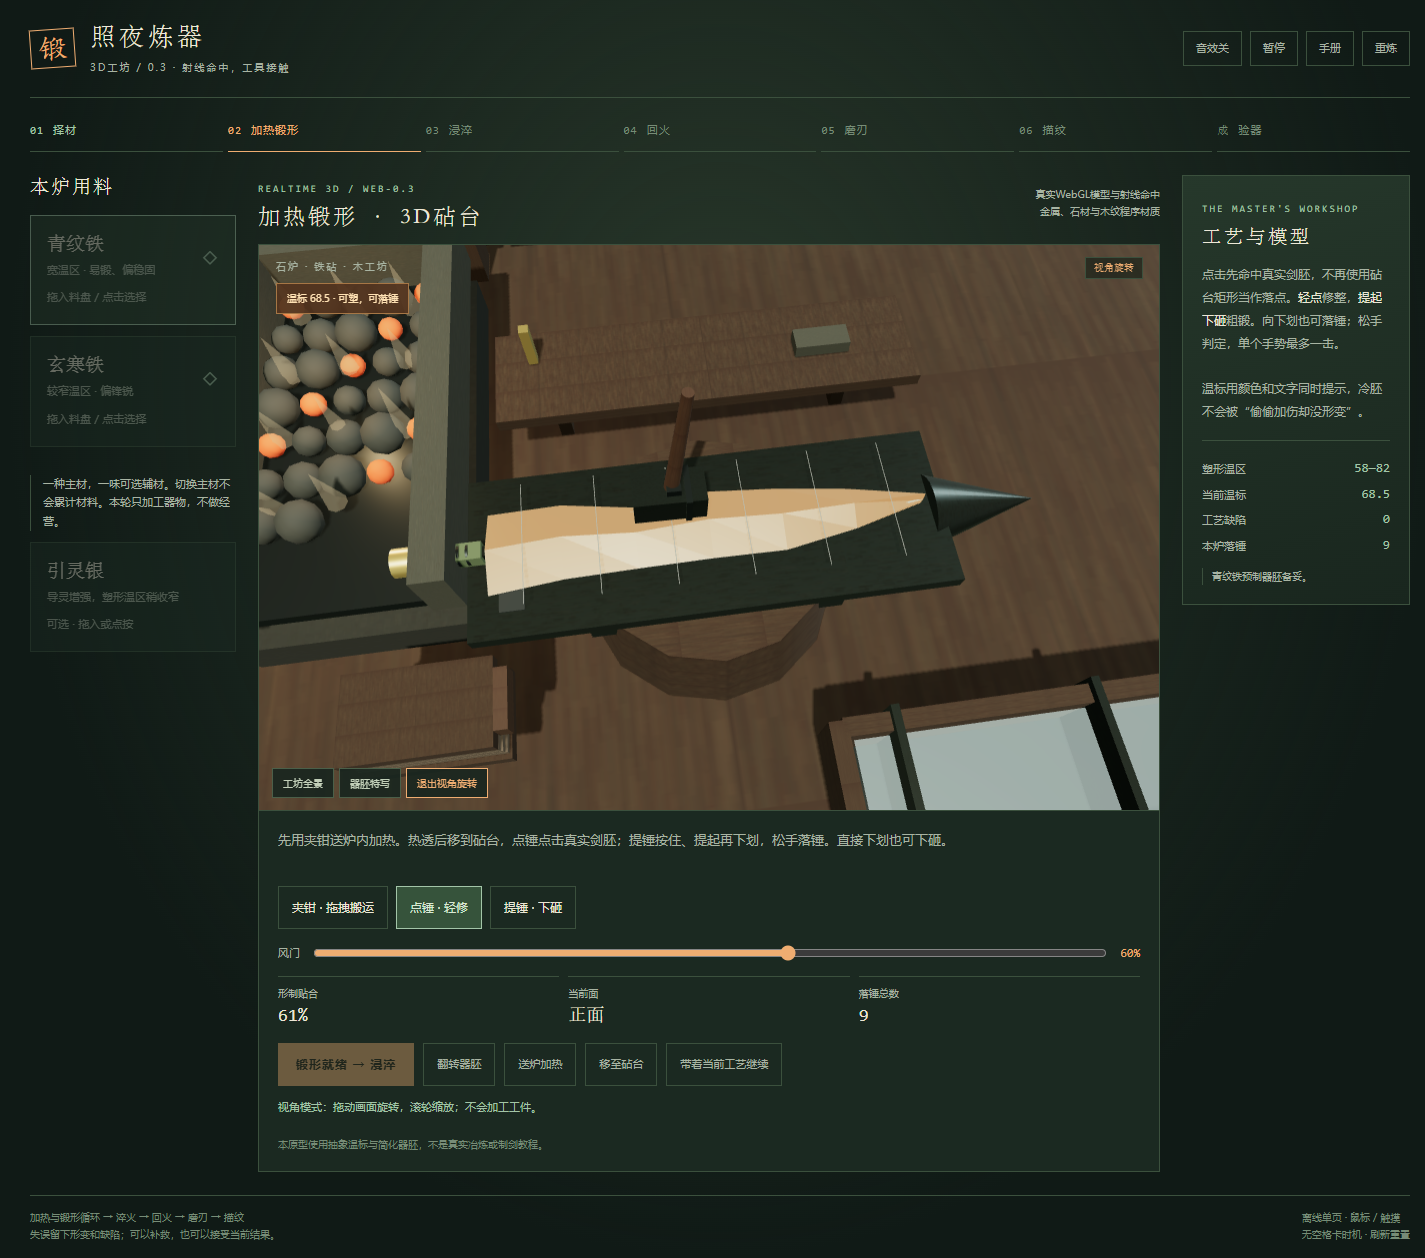 锻
照夜炼器
3D工坊 / 0.3 · 射线命中，工具接触
音效关
暂停
手册
重炼
01 择材
02 加热锻形
03 浸淬
04 回火
05 磨刃
06 描纹
成 验器
本炉用料
青纹铁
宽温区 · 易锻、偏稳固
拖入料盘 / 点击选择
玄寒铁
较窄温区 · 偏锋锐
拖入料盘 / 点击选择
一种主材，一味可选辅材。切换主材不
会累计材料。本轮只加工器物，不做经
营。
引灵银
导灵增强，塑形温区稍收窄
可选 · 拖入或点按
REALTIME 3D / WEB-0.3
加热锻形 · 3D砧台
真实WebGL模型与射线命中
金属、石材与木纹程序材质
石炉 · 铁砧 · 木工坊
温标 68.5 · 可塑，可落锤
视角旋转
工坊全景
器胚特写
退出视角旋转
先用夹钳送炉内加热。热透后移到砧台，点锤点击真实剑胚；提锤按住、提起再下划，松手落锤。直接下划也可下砸。
夹钳 · 拖拽搬运
点锤 · 轻修
提锤 · 下砸
风门
60%
形制贴合
61%
当前面
正面
落锤总数
9
锻形就绪 → 浸淬
翻转器胚
送炉加热
移至砧台
带着当前工艺继续
视角模式：拖动画面旋转，滚轮缩放；不会加工工件。
本原型使用抽象温标与简化器胚，不是真实冶炼或制剑教程。
THE MASTER'S WORKSHOP
工艺与模型
点击先命中真实剑胚，不再使用砧
台矩形当作落点。轻点修整，提起
下砸粗锻。向下划也可落锤；松手
判定，单个手势最多一击。
温标用颜色和文字同时提示，冷胚
不会被“偷偷加伤却没形变”。
塑形温区 58–82
当前温标 68.5
工艺缺陷 0
本炉落锤 9
青纹铁预制器胚备妥。
加热与锻形循环 → 淬火 → 回火 → 磨刃 → 描纹
失误留下形变和缺陷；可以补救，也可以接受当前结果。
离线单页 · 鼠标 / 触摸
无空格卡时机 · 刷新重置